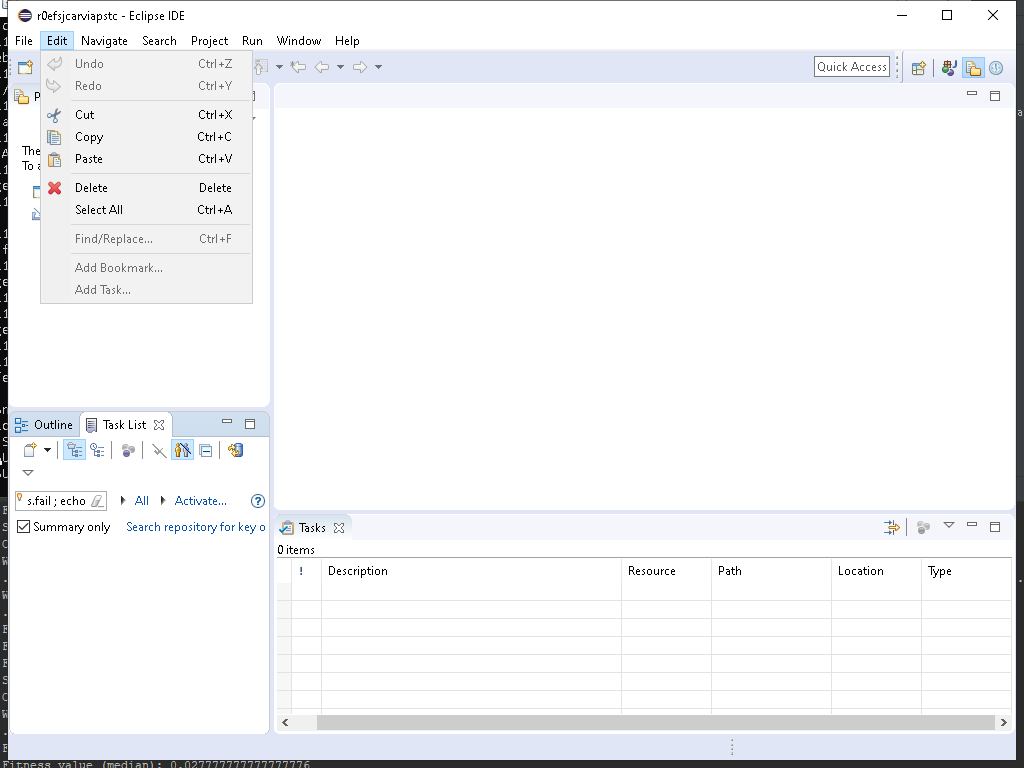 r0efsjcarviapstc - Eclipse IDE
File Edit Navigate Search Project Run Window Help
Undo Ctrl+Z
Redo Ctrl+Y
Quick Access
Cut Ctrl+X
Copy Ctrl+C
Paste Ctrl+V
The
Delete Delete
Select All Ctrl+A
Find/Replace... Ctrl+F
Add Bookmark...
Add Task...
Outline Task List
s.fail ; echo All Activate...
Summary only Search repository for key o
Tasks
0 items
! Description Resource Path Location Type
Fitness value (median): 0.027777777777777776